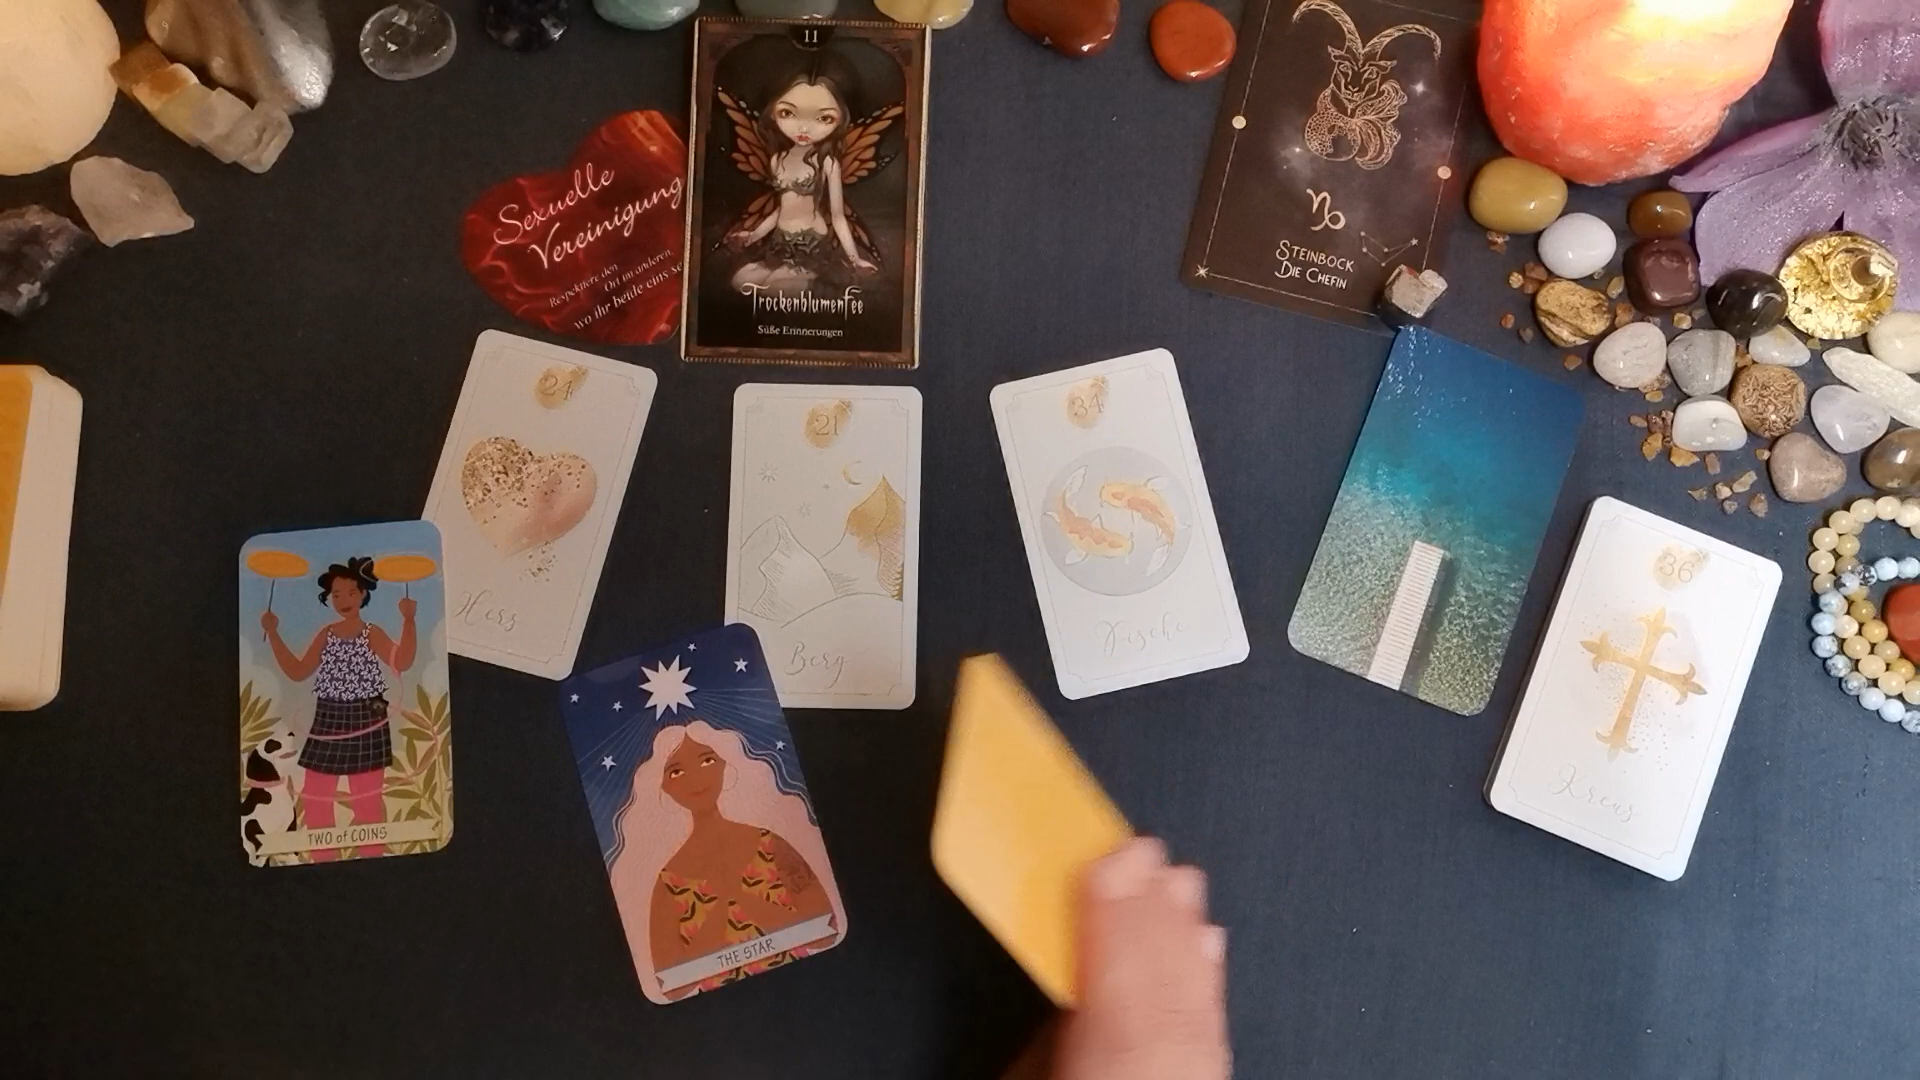 11
Trockenblumenfee
Süße Erinnerungen
Sexuelle
Vereinigung
Respektiere den
Ort im anderen,
wo ihr beide eins se
STEINBOCK
DIE CHEFIN
24
Herz
21
Berg
34
Fische
36
Kreuz
TWO of COINS
THE STAR